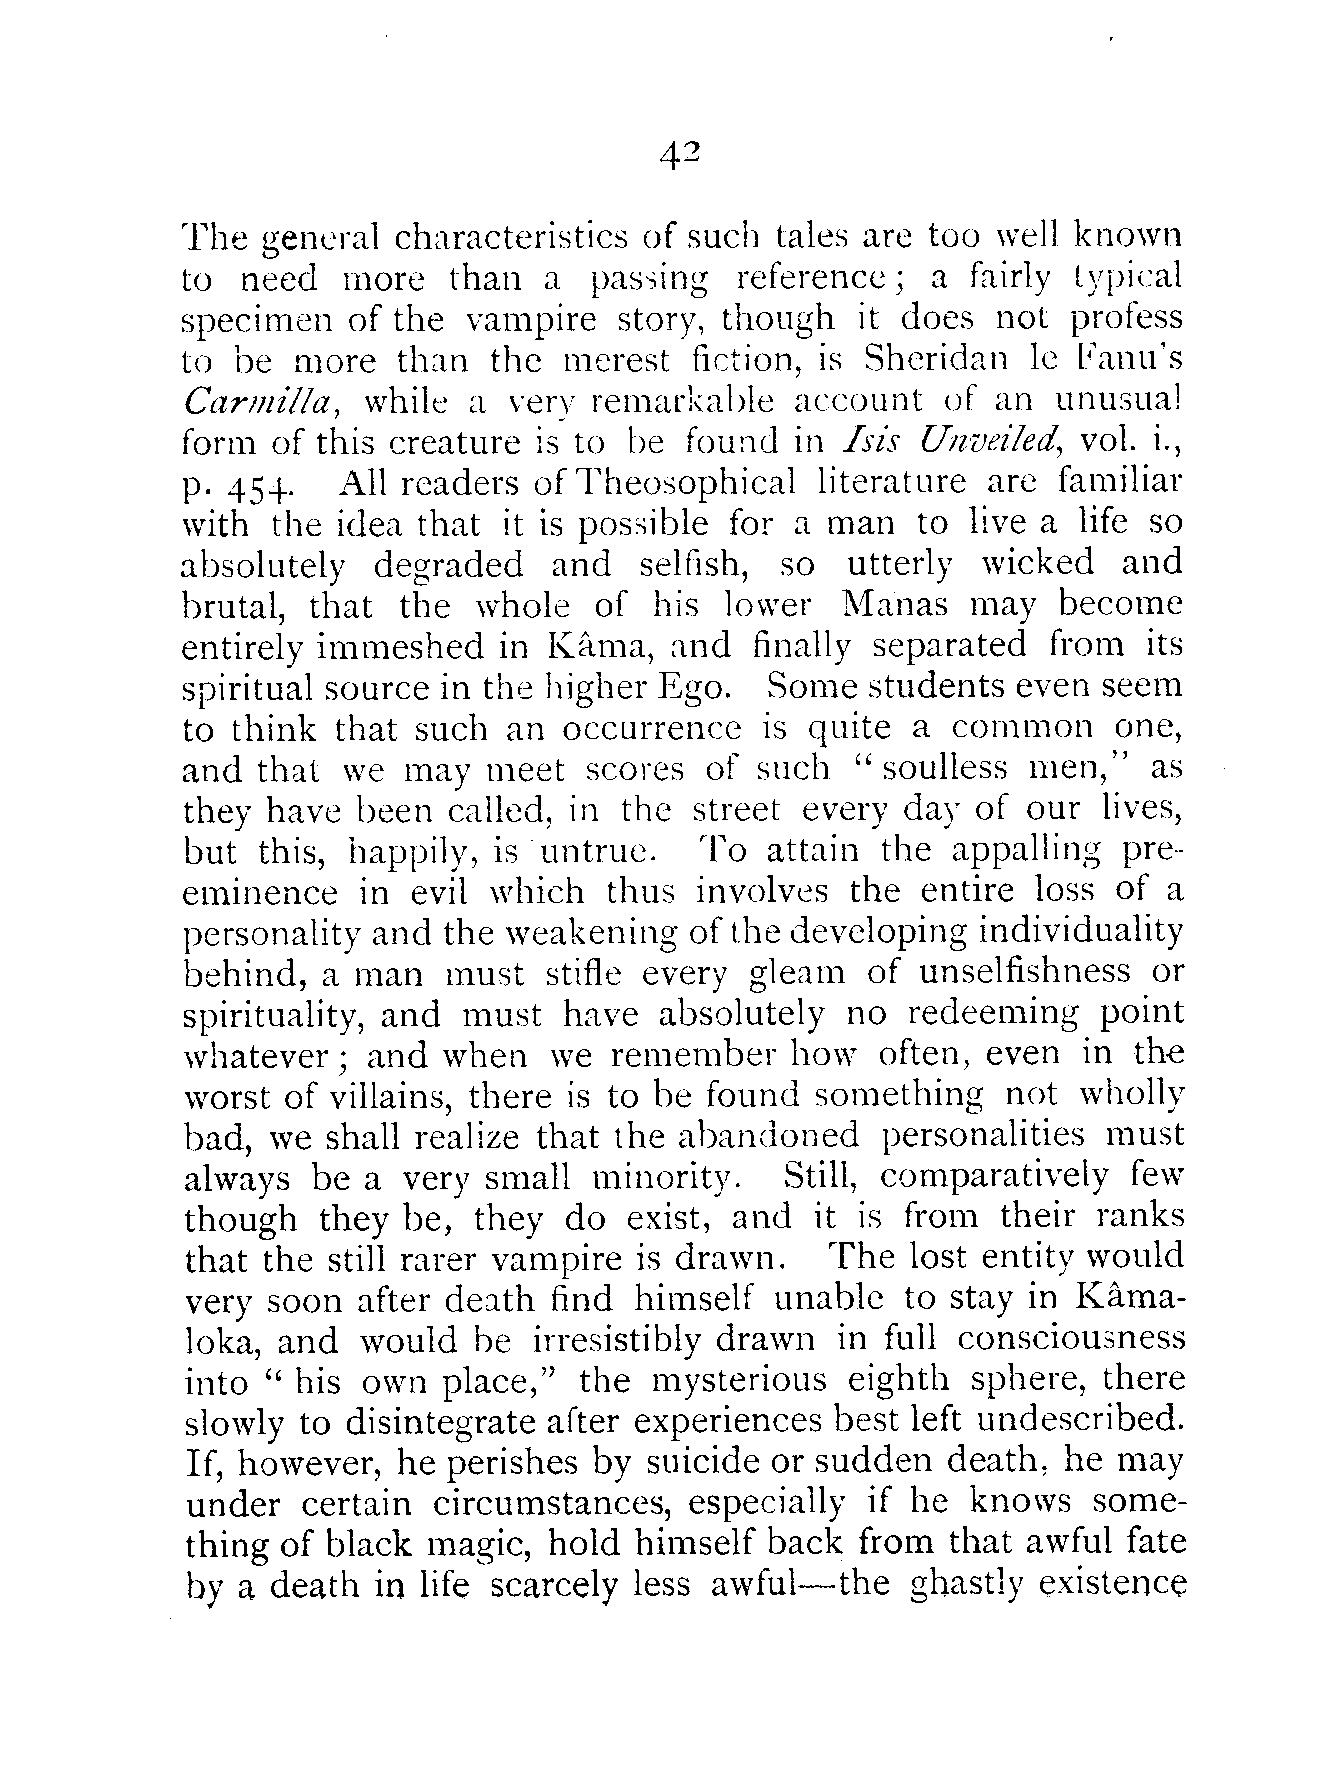 42
The general characteristics of such tales are too well known
to need more than a passing reference ; a fairly typical
specimen of the vampire story, though it does not profess
to be more than the merest fiction, is Sheridan le Fanu's
Carmilla, while a very remarkable account of an unusual
form of this creature is to be found in Isis Unveiled, vol. i.,
p. 454. All readers of Theosophical literature are familiar
with the idea that it is possible for a man to live a life so
absolutely degraded and selfish, so utterly wicked and
brutal, that the whole of his lower Manas may become
entirely immeshed in Kâma, and finally separated from its
spiritual source in the higher Ego. Some students even seem
to think that such an occurrence is quite a common one,
and that we may meet scores of such “ soulless men,” as
they have been called, in the street every day of our lives,
but this, happily, is untrue. To attain the appalling pre-
eminence in evil which thus involves the entire loss of a
personality and the weakening of the developing individuality
behind, a man must stifle every gleam of unselfishness or
spirituality, and must have absolutely no redeeming point
whatever ; and when we remember how often, even in the
worst of villains, there is to be found something not wholly
bad, we shall realize that the abandoned personalities must
always be a very small minority. Still, comparatively few
though they be, they do exist, and it is from their ranks
that the still rarer vampire is drawn. The lost entity would
very soon after death find himself unable to stay in Kâma-
loka, and would be irresistibly drawn in full consciousness
into “ his own place,” the mysterious eighth sphere, there
slowly to disintegrate after experiences best left undescribed.
If, however, he perishes by suicide or sudden death, he may
under certain circumstances, especially if he knows some-
thing of black magic, hold himself back from that awful fate
by a death in life scarcely less awful—the ghastly existence